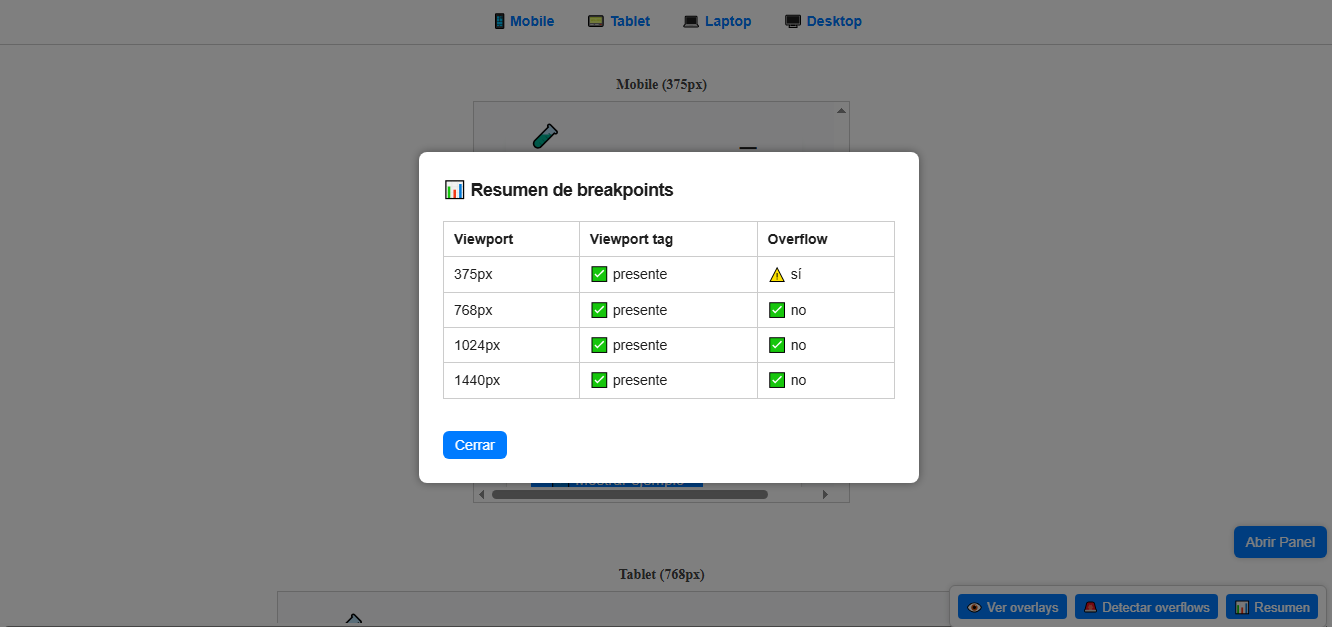 Mobile Tablet Laptop Desktop
Mobile (375px)
Resumen de breakpoints
Viewport Viewport tag Overflow
375px presente sí
768px presente no
1024px presente no
1440px presente no
Cerrar
Abrir Panel
Tablet (768px)
Ver overlays Detectar overflows Resumen